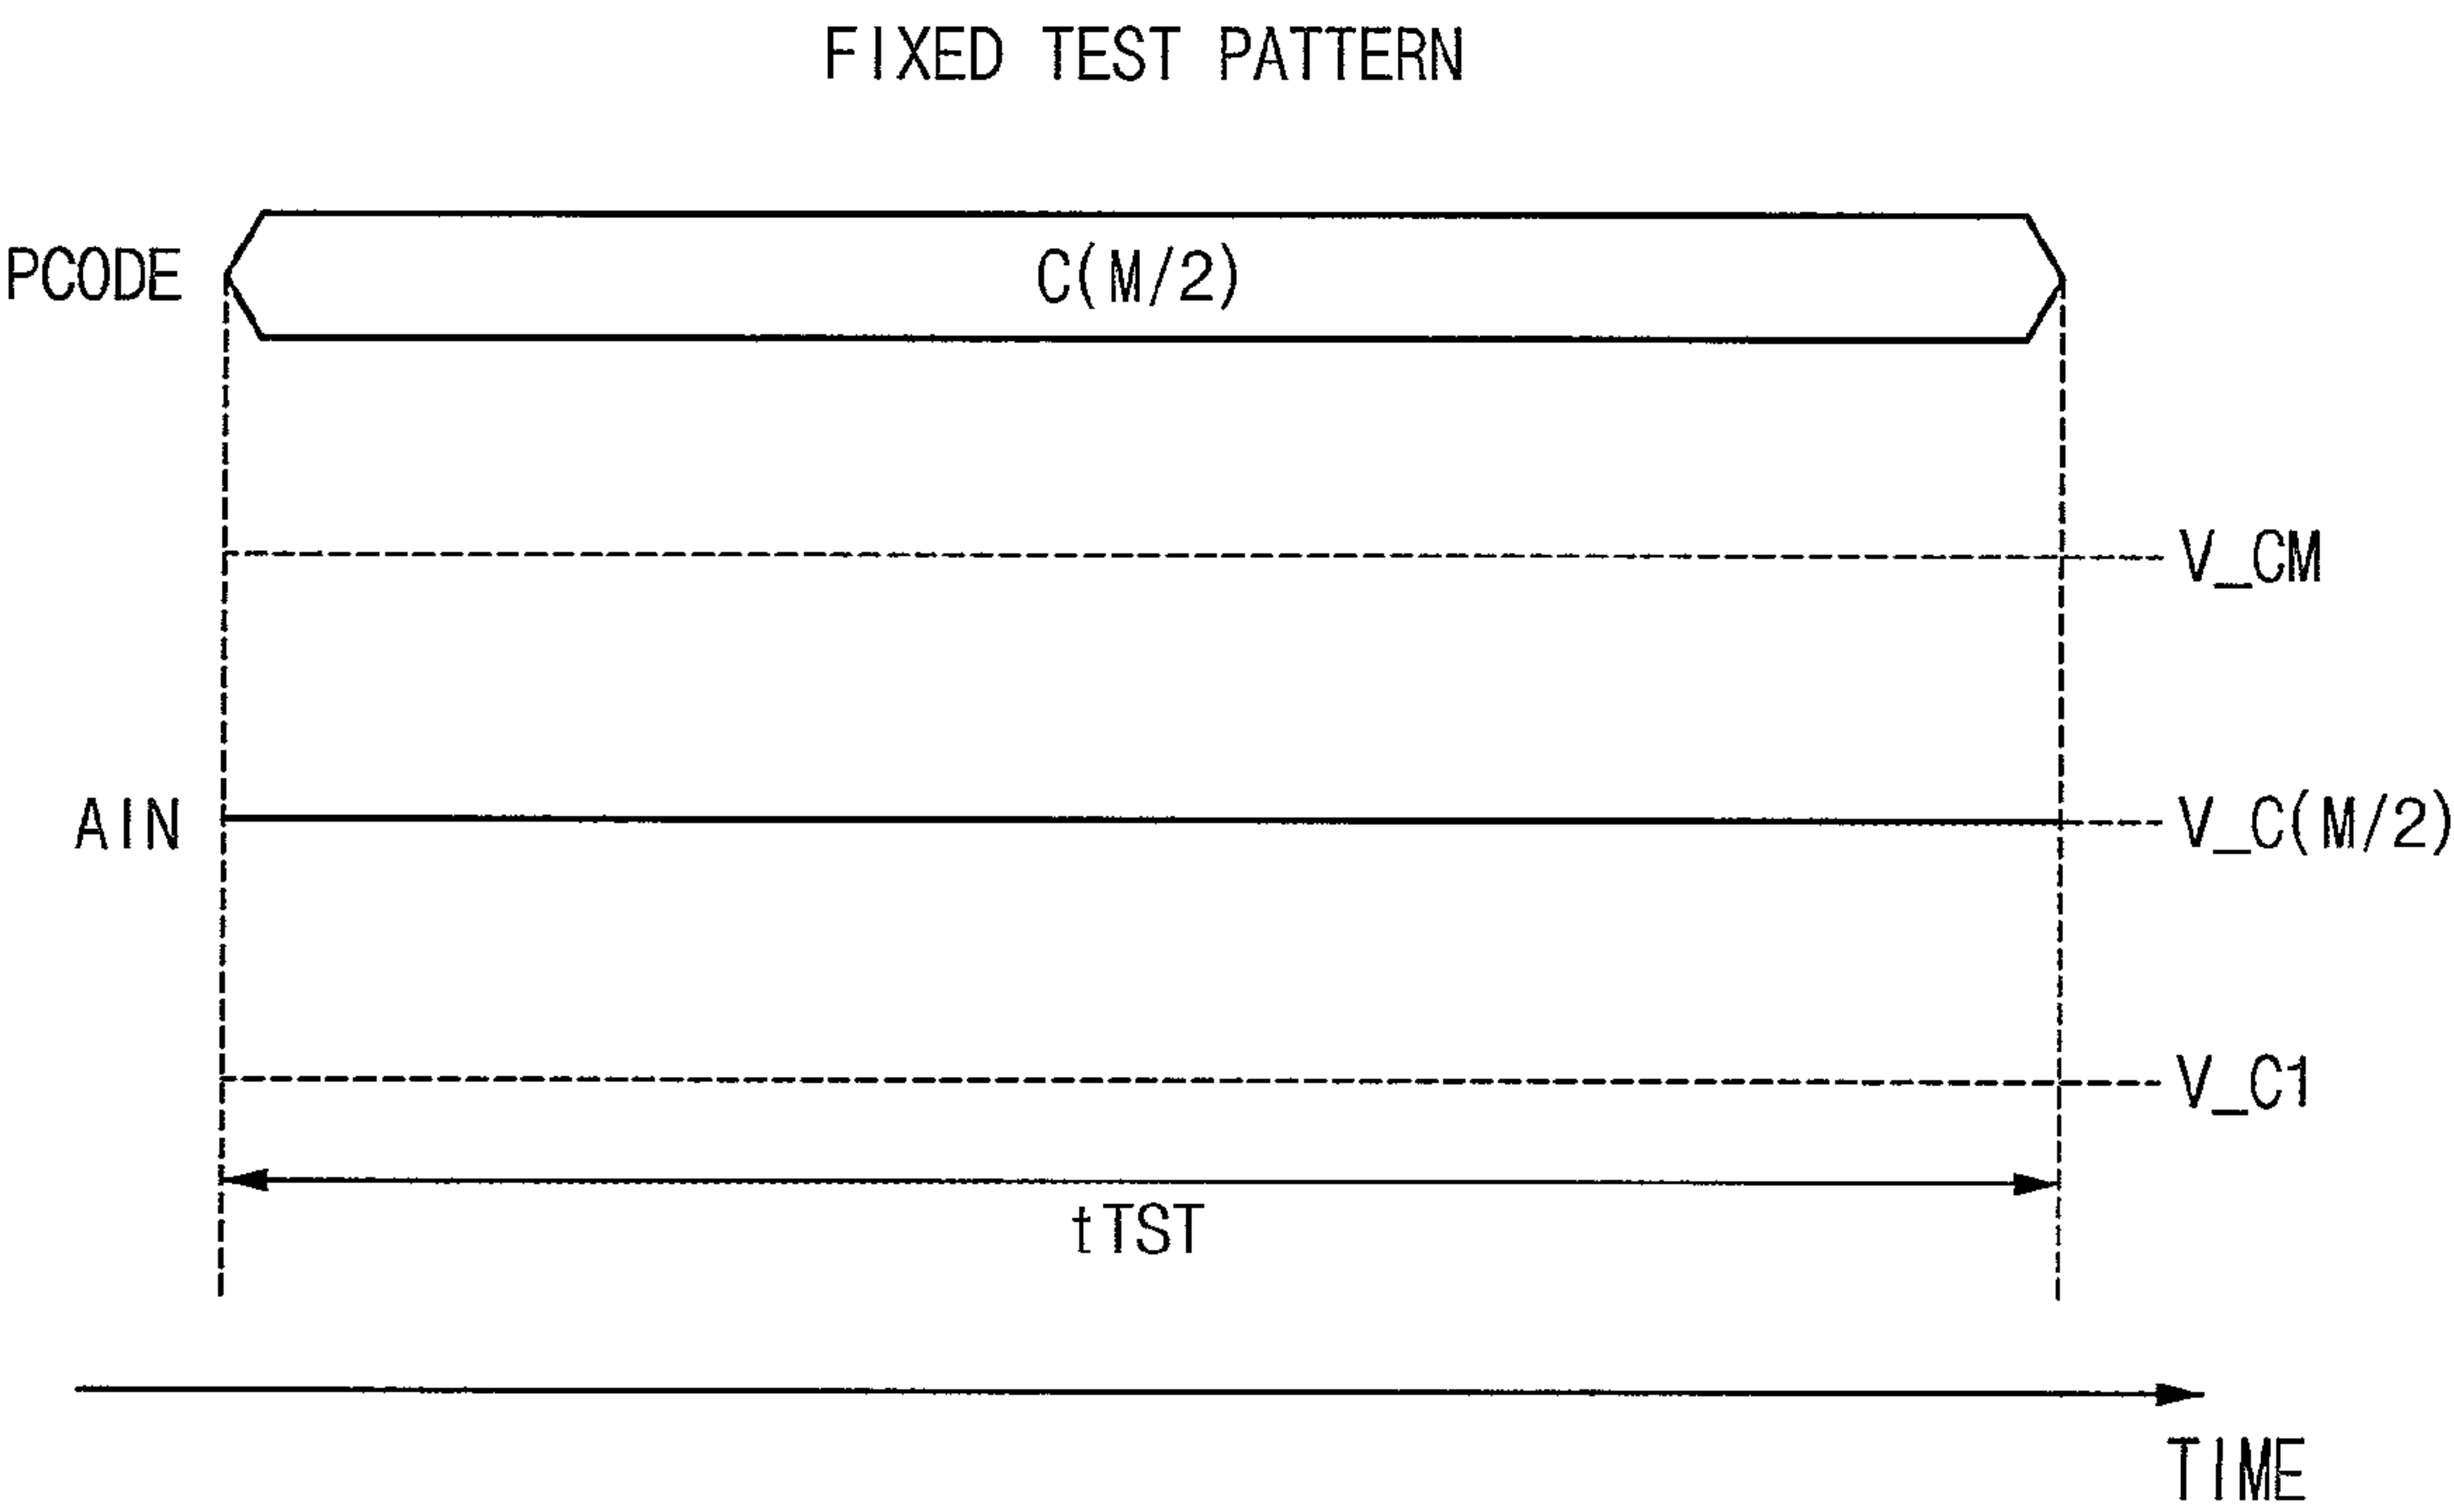 FIXED TEST PATTERN
PCODE
C(M/2)
V_CM
AIN
V_C(M/2)
V_C1
tTST
TIME